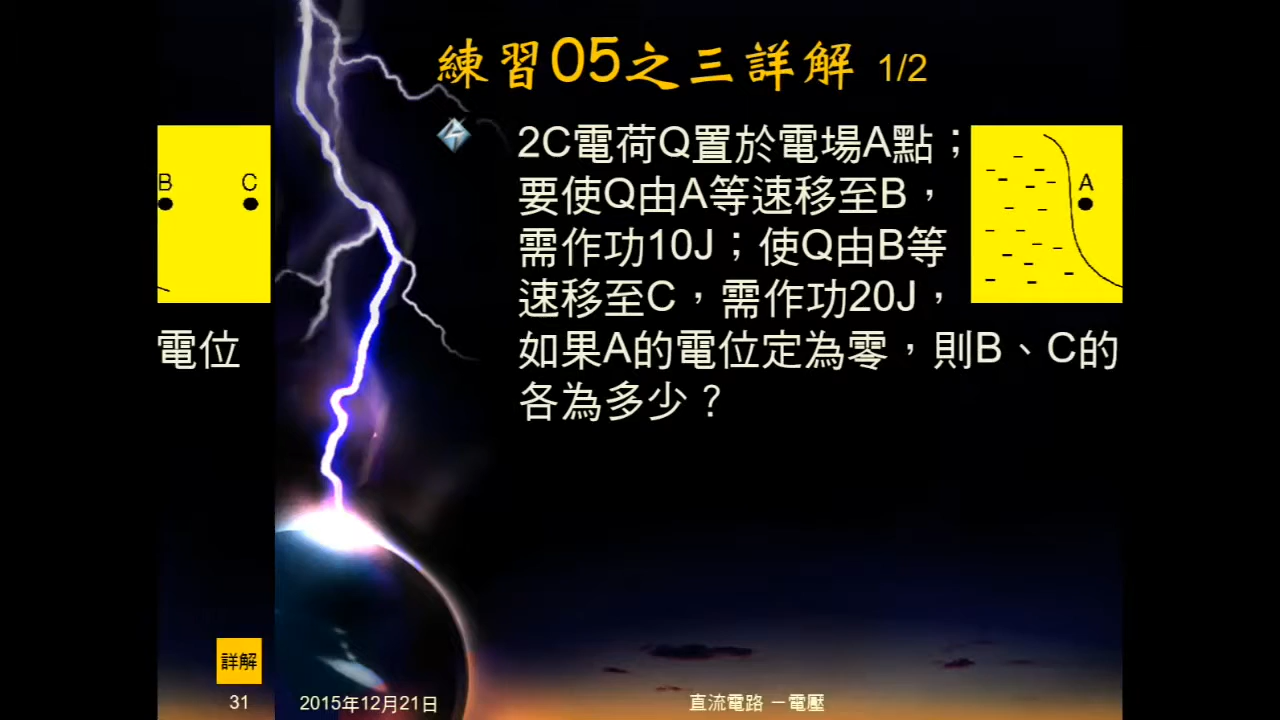 練習05之三詳解 1/2
2C電荷Q置於電場A點；
要使Q由A等速移至B，
需作功10J；使Q由B等
速移至C，需作功20J，
如果A的電位定為零，則B、C的
各為多少？
A
B C
電位
詳解
31
2015年12月21日
直流電路 －電壓